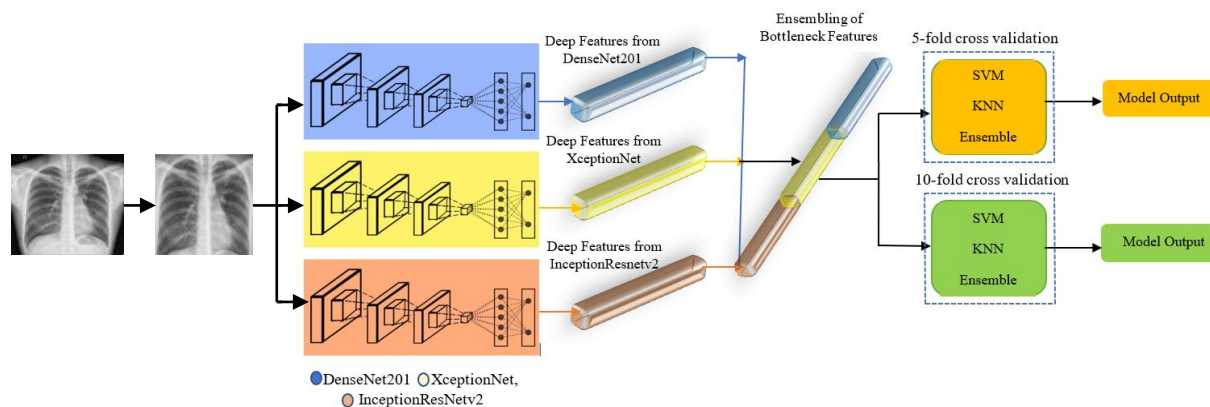 Ensembling of
Bottleneck Features
Deep Features from
DenseNet201
5-fold cross validation
SVM
KNN
Ensemble
Model Output
Deep Features from
XceptionNet
10-fold cross validation
SVM
KNN
Ensemble
Model Output
Deep Features from
InceptionResnetv2
DenseNet201 XceptionNet,
InceptionResNetv2